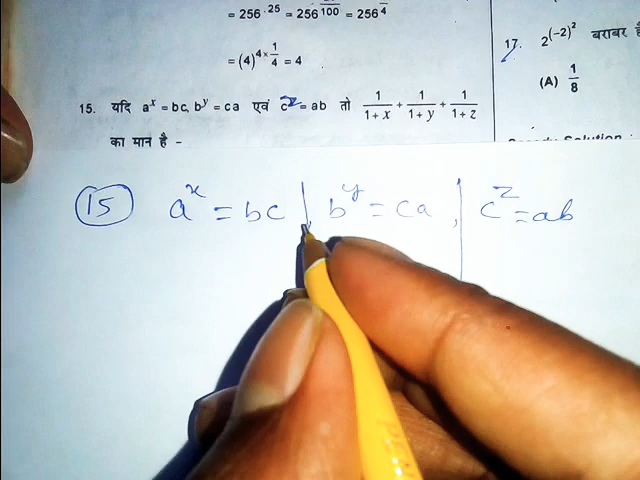 = 256 ·25 = 256 25/100 = 256 1/4
= (4)^4×1/4 = 4
15. यदि a^x = bc, b^y = ca एवं c^z = ab तो 1/1+x + 1/1+y + 1/1+z
का मान है -
17. 2^(-2)^2 बराबर है
(A) 1/8
15 a^x = bc | b^y = ca, | c^z = ab